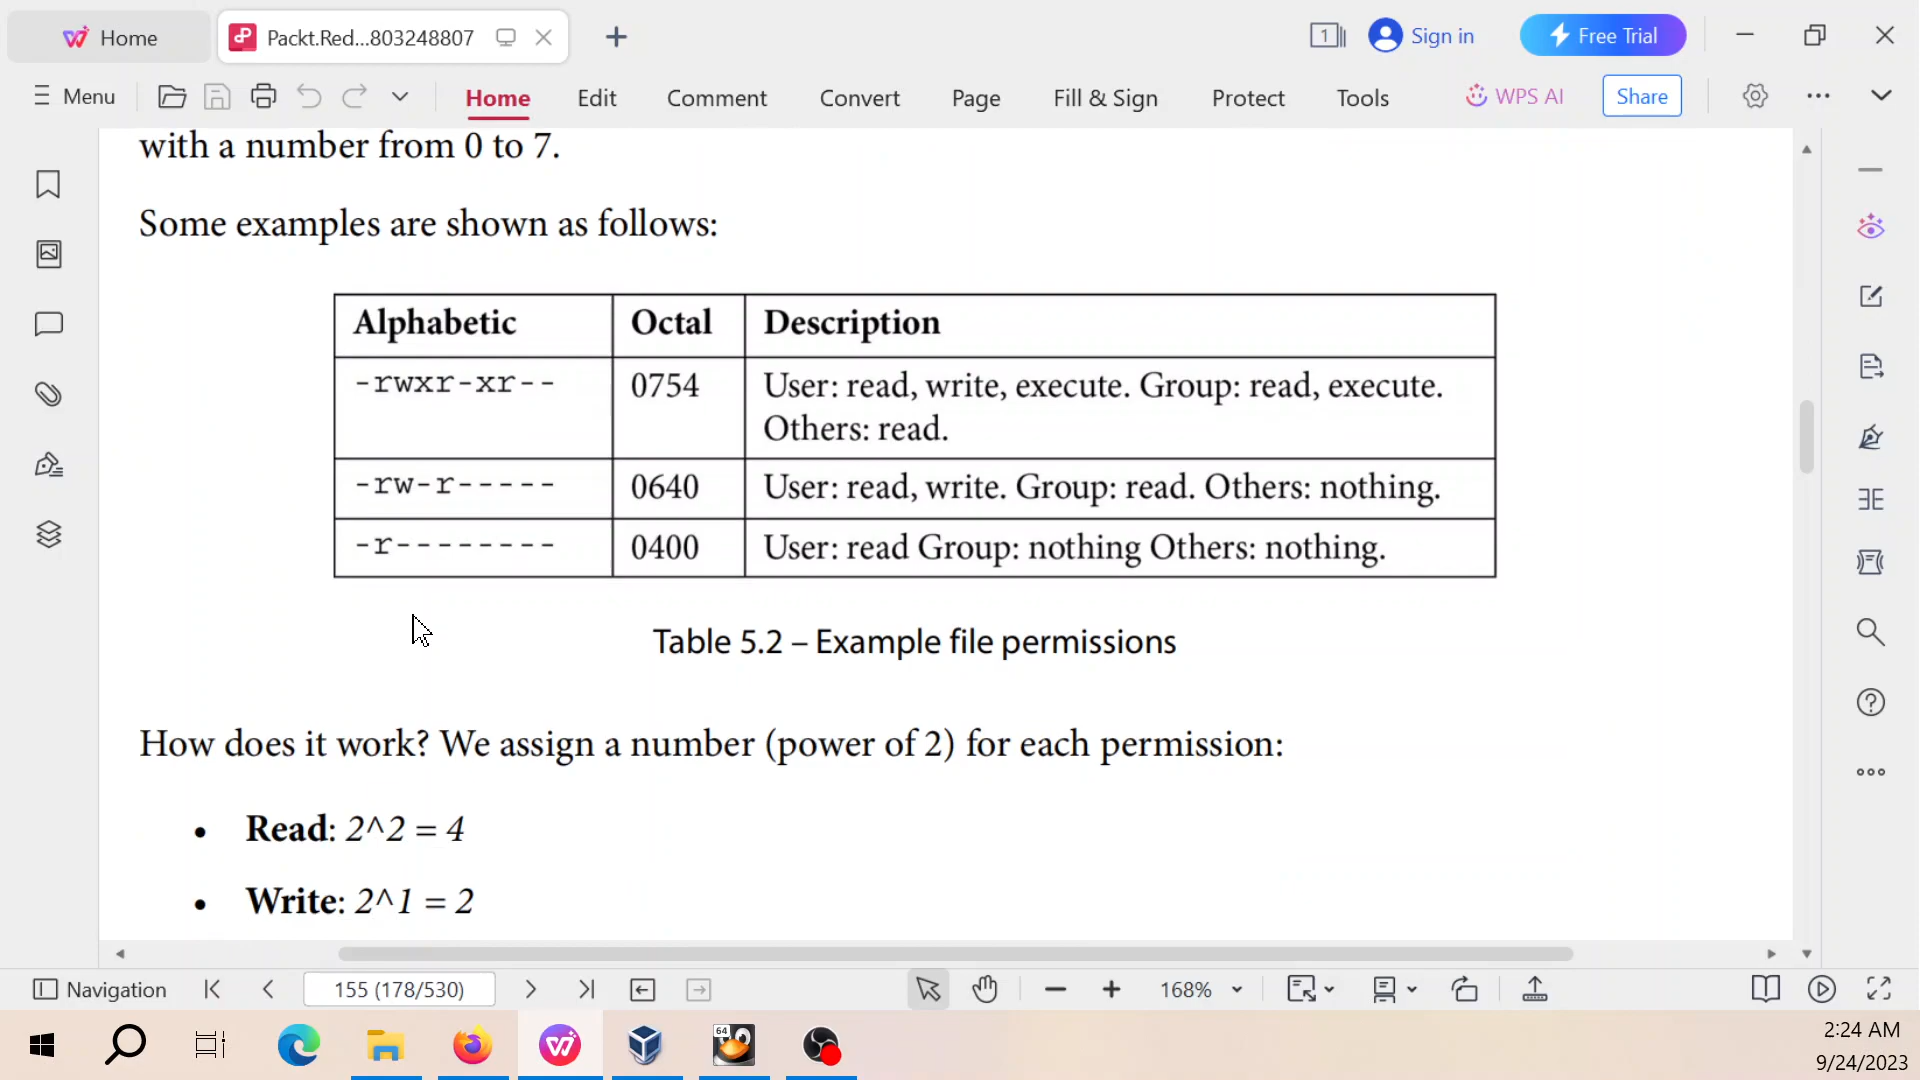 Home
Packt.Red...803248807
1
Sign in
Free Trial
Menu
Home
Edit
Comment
Convert
Page
Fill & Sign
Protect
Tools
WPS AI
Share
with a number from 0 to 7.
Some examples are shown as follows:
Alphabetic Octal Description
-rwxr-xr-- 0754 User: read, write, execute. Group: read, execute.
Others: read.
-rw-r----- 0640 User: read, write. Group: read. Others: nothing.
-r-------- 0400 User: read Group: nothing Others: nothing.
Table 5.2 – Example file permissions
How does it work? We assign a number (power of 2) for each permission:
• Read: 2^2 = 4
• Write: 2^1 = 2
Navigation
155 (178/530)
168%
64
2:24 AM
9/24/2023